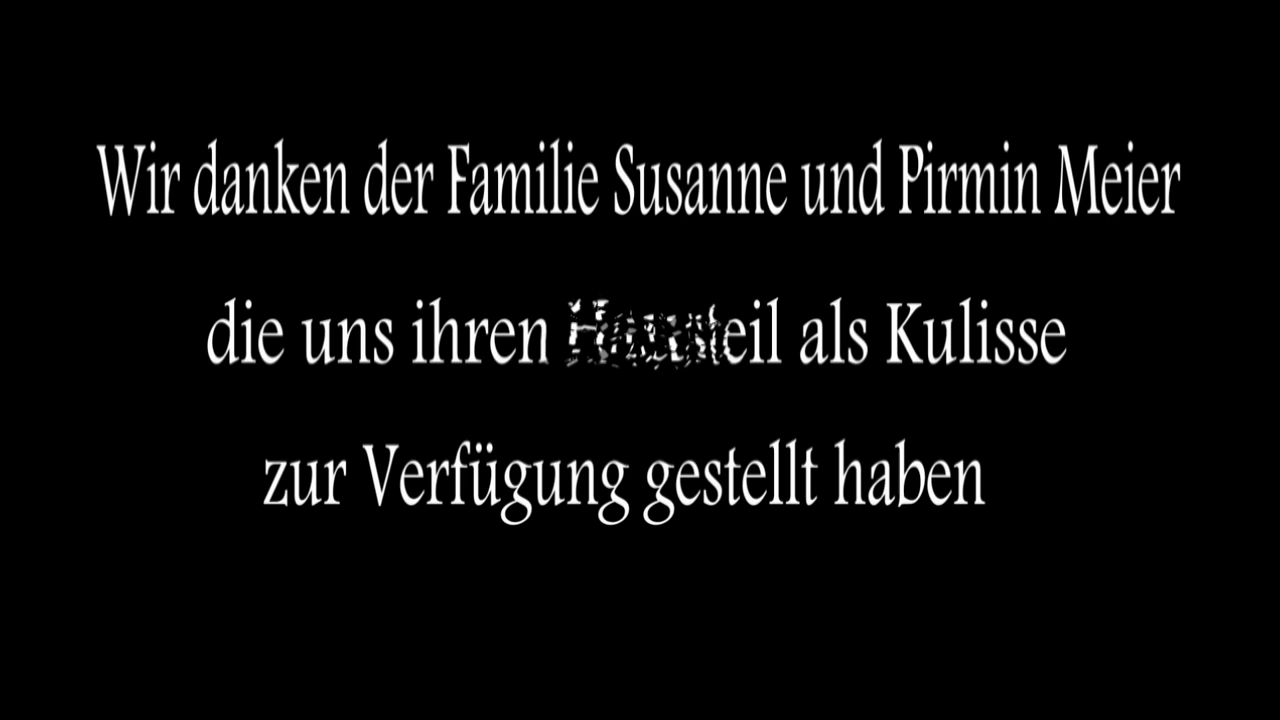 Wir danken der Familie Susanne und Pirmin Meier
die uns ihren als Kulisse
zur Verfügung gestellt haben